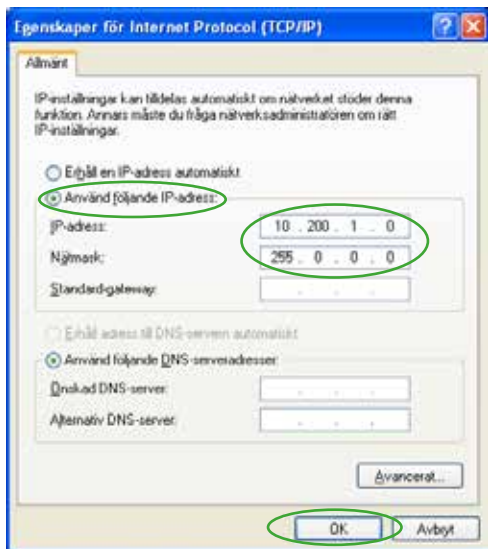 Egenskaper för Internet Protocol (TCP/IP)
Allmänt
IP-inställningar kan tilldelas automatiskt om nätverket stöder denna
funktion. Annars måste du fråga nätverksadministratören om rätt
IP-inställningar.
Erhåll en IP-adress automatiskt
Använd följande IP-adress:
IP-adress: 10 . 200 . 1 . 0
Nätmask: 255 . 0 . 0 . 0
Standard-gateway: . . .
Erhåll adress till DNS-servern automatiskt
Använd följande DNS-serveradresser:
Önskad DNS-server: . . .
Alternativ DNS-server: . . .
Avancerat...
OK Avbryt